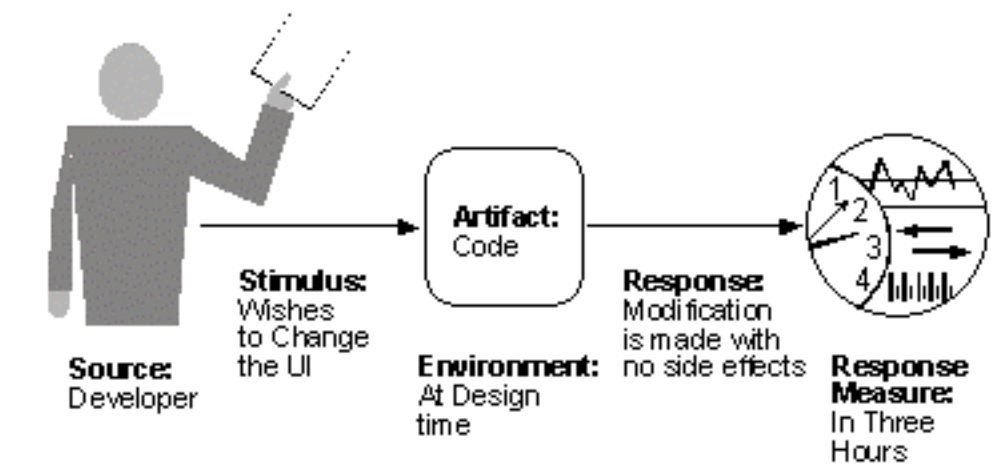 Source:
Developer
Stimulus:
Wishes
to Change
the UI
Artifact:
Code
Environment:
At Design
time
Response:
Modification
is made with
no side effects
1
2
3
4
Response
Measure:
In Three
Hours